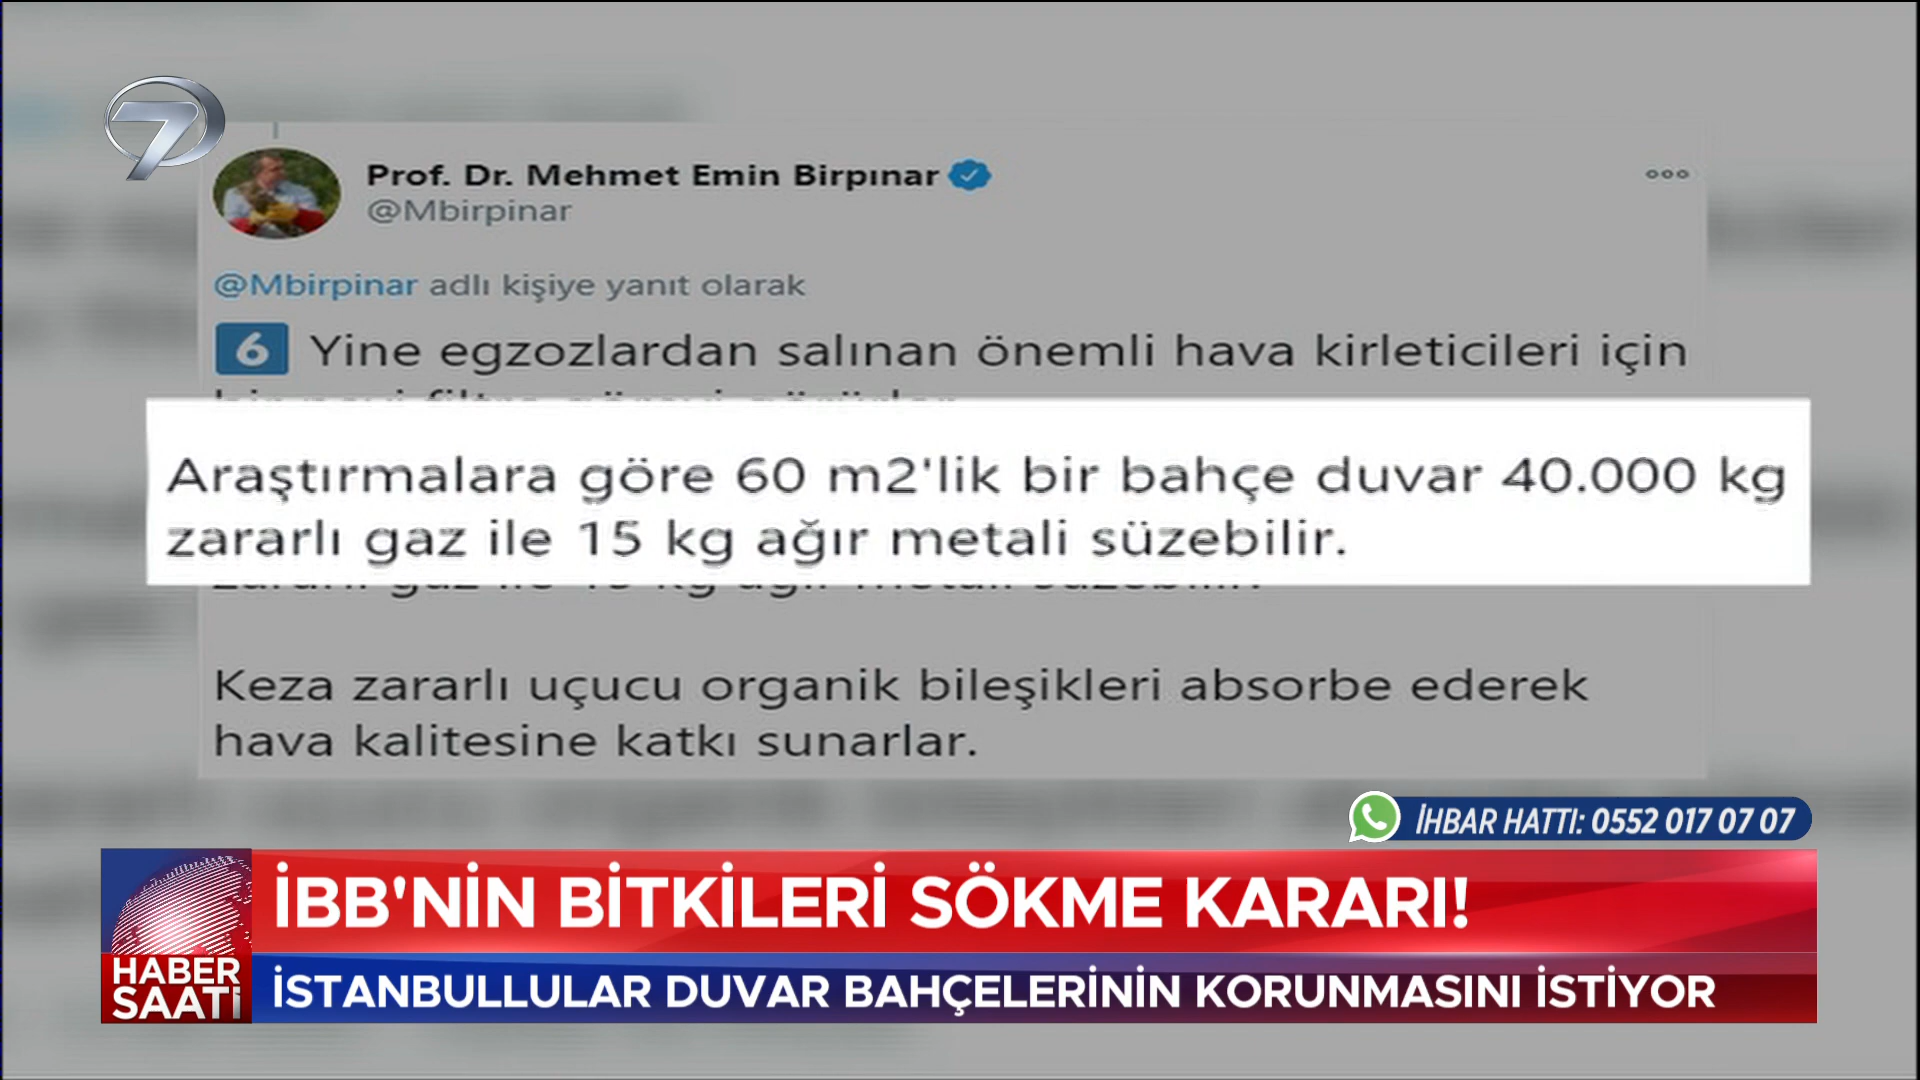 7
Prof. Dr. Mehmet Emin Birpınar
@Mbirpinar
@Mbirpinar adlı kişiye yanıt olarak
6 Yine egzozlardan salınan önemli hava kirleticileri için
Araştırmalara göre 60 m2'lik bir bahçe duvar 40.000 kg
zararlı gaz ile 15 kg ağır metali süzebilir.
Keza zararlı uçucu organik bileşikleri absorbe ederek
hava kalitesine katkı sunarlar.
İHBAR HATTI: 0552 017 07 07
İBB'NİN BİTKİLERİ SÖKME KARARI!
HABER
SAATİ
İSTANBULLULAR DUVAR BAHÇELERİNİN KORUNMASINI İSTİYOR